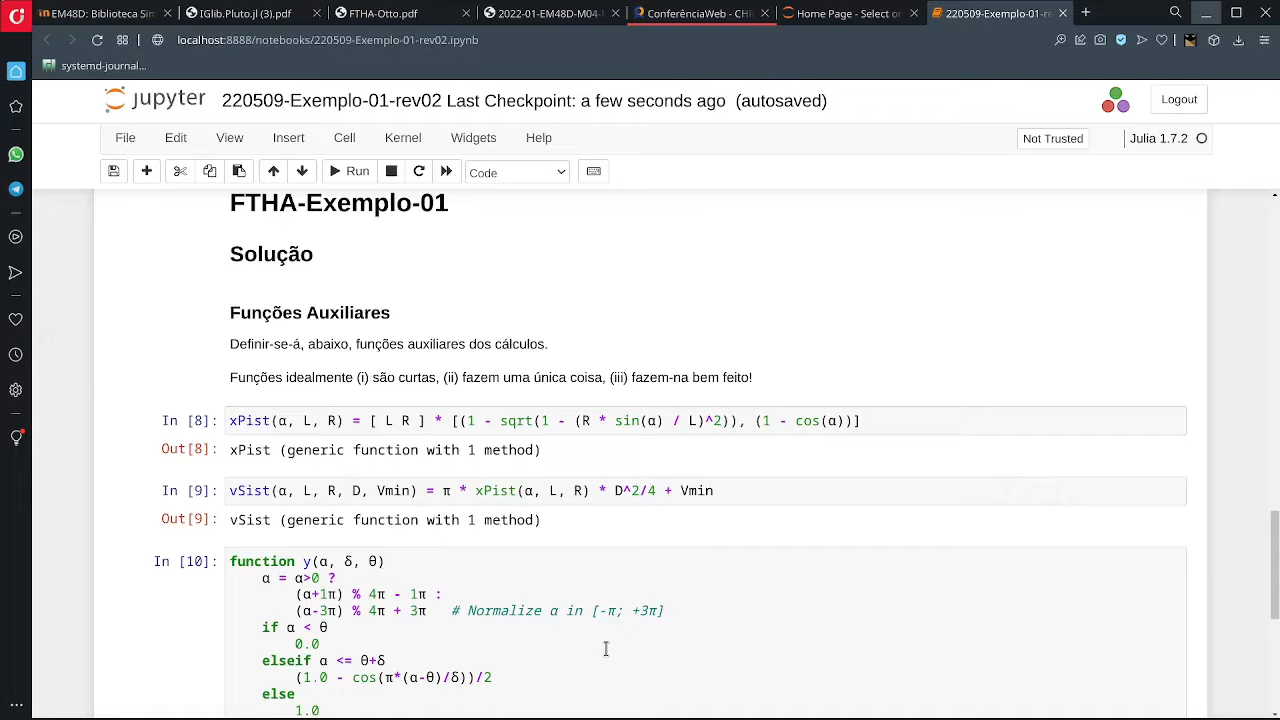 EM48D: Biblioteca Sim
IGlib.Pluto.jl (3).pdf
FTHA-Otto.pdf
2022-01-EM48D-M04-
ConferênciaWeb - CHF
Home Page - Select or
220509-Exemplo-01-re
localhost:8888/notebooks/220509-Exemplo-01-rev02.ipynb
systemd-journal...
jupyter 220509-Exemplo-01-rev02 Last Checkpoint: a few seconds ago (autosaved)
Logout
File Edit View Insert Cell Kernel Widgets Help
Not Trusted
Julia 1.7.2
Run
Code
FTHA-Exemplo-01
Solução
Funções Auxiliares
Definir-se-á, abaixo, funções auxiliares dos cálculos.
Funções idealmente (i) são curtas, (ii) fazem uma única coisa, (iii) fazem-na bem feito!
In [8]: xPist(α, L, R) = [ L R ] * [(1 - sqrt(1 - (R * sin(α) / L)^2)), (1 - cos(α))]
Out[8]: xPist (generic function with 1 method)
In [9]: vSist(α, L, R, D, Vmin) = π * xPist(α, L, R) * D^2/4 + Vmin
Out[9]: vSist (generic function with 1 method)
In [10]: function y(α, δ, θ)
α = α>0 ?
(α+1π) % 4π - 1π :
(α-3π) % 4π + 3π # Normalize α in [-π; +3π]
if α < θ
0.0
elseif α <= θ+δ
(1.0 - cos(π*(α-θ)/δ))/2
else
1.0